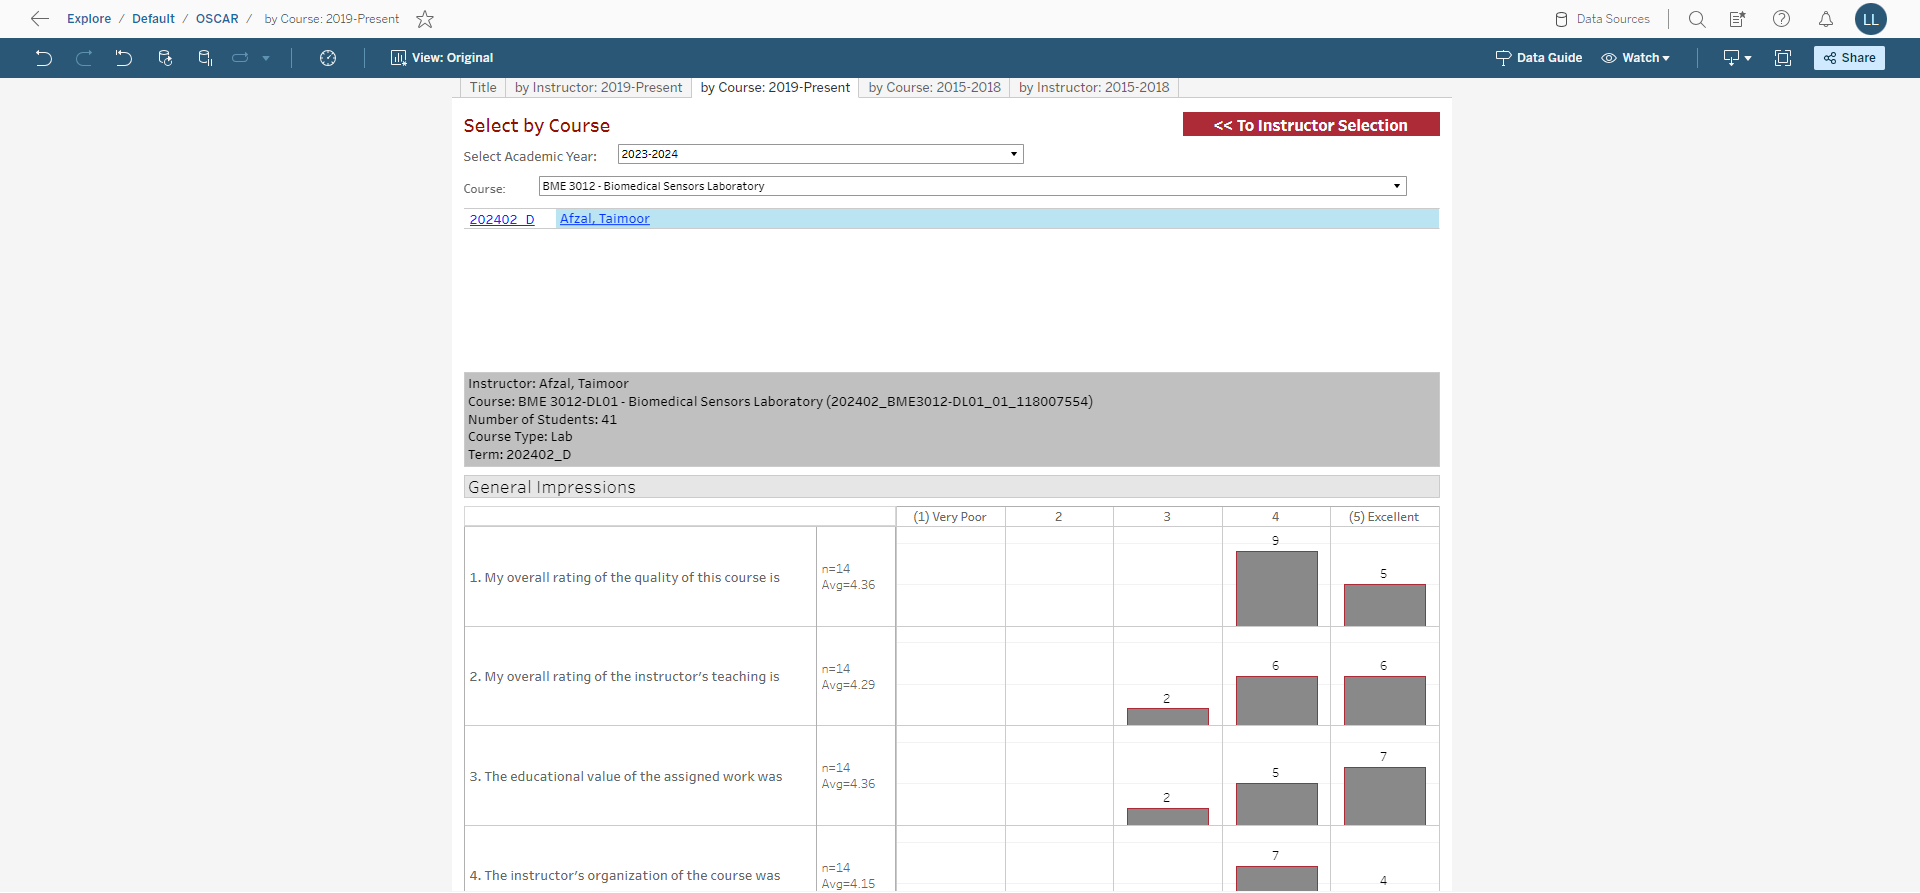 Explore / Default / OSCAR / by Course: 2019-Present
Data Sources
LL
View: Original
Data Guide
Watch
Share
Title
by Instructor: 2019-Present
by Course: 2019-Present
by Course: 2015-2018
by Instructor: 2015-2018
Select by Course
<< To Instructor Selection
Select Academic Year:
2023-2024
Course:
BME 3012 - Biomedical Sensors Laboratory
202402_D
Afzal, Taimoor
Instructor: Afzal, Taimoor
Course: BME 3012-DL01 - Biomedical Sensors Laboratory (202402_BME3012-DL01_01_118007554)
Number of Students: 41
Course Type: Lab
Term: 202402_D
General Impressions
(1) Very Poor
2
3
4
(5) Excellent
1. My overall rating of the quality of this course is
n=14
Avg=4.36
9
5
2. My overall rating of the instructor's teaching is
n=14
Avg=4.29
2
6
6
3. The educational value of the assigned work was
n=14
Avg=4.36
2
5
7
4. The instructor's organization of the course was
n=14
Avg=4.15
7
4